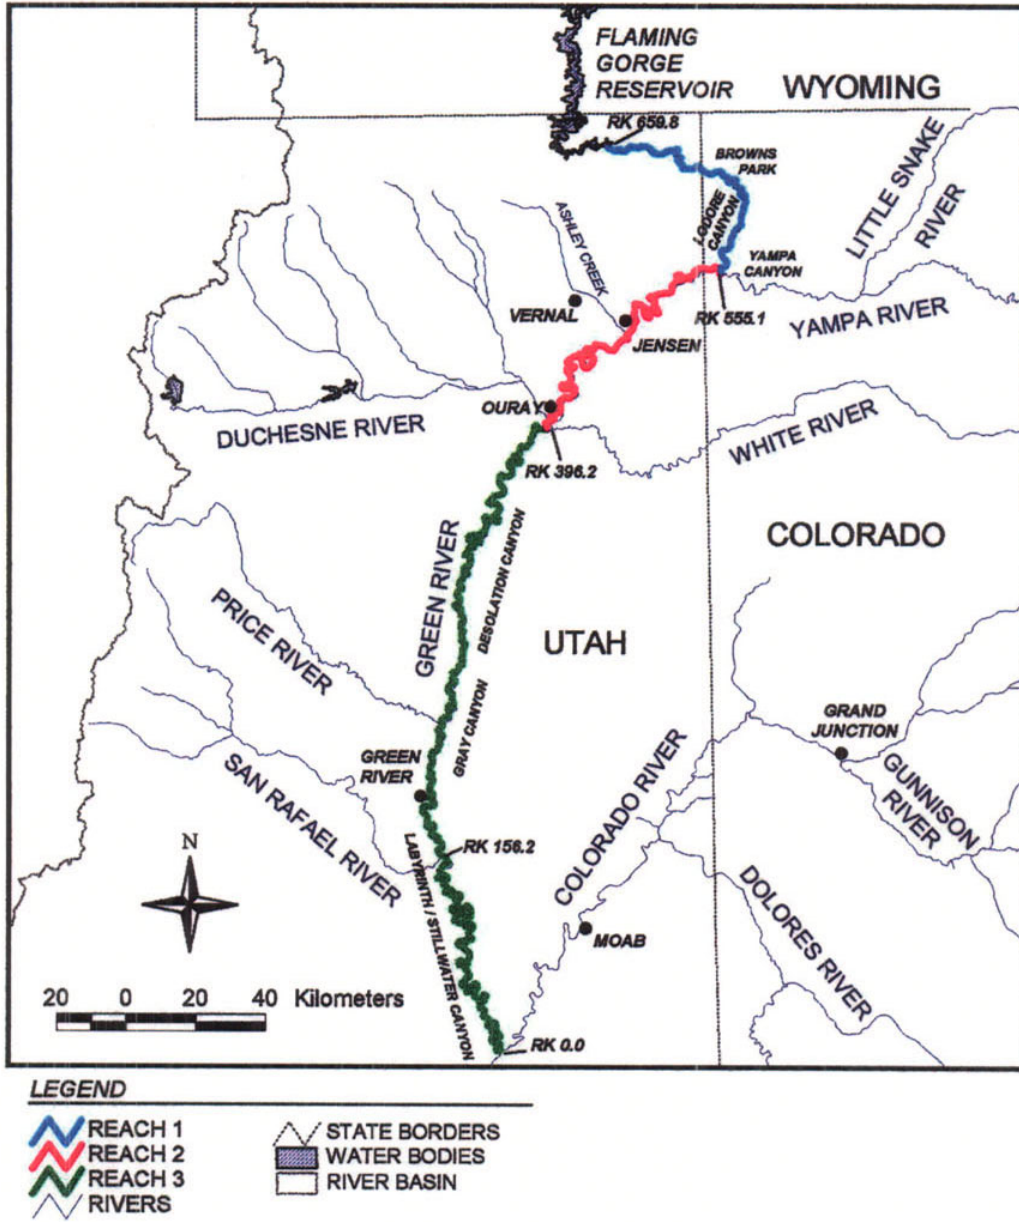 FLAMING
GORGE
RESERVOIR
WYOMING
RK 659.8
BROWNS
PARK
LITTLE SNAKE
RIVER
LODORE
CANYON
ASHLEY CREEK
YAMPA
CANYON
VERNAL
RK 555.1
YAMPA RIVER
JENSEN
OURAY
DUCHESNE RIVER
WHITE RIVER
RK 396.2
GREEN RIVER
DESOLATION CANYON
COLORADO
PRICE RIVER
UTAH
GRAY CANYON
GRAND
JUNCTION
GREEN
RIVER
SAN RAFAEL RIVER
COLORADO RIVER
GUNNISON
RIVER
N
RK 156.2
LABYRINTH / STILLWATER CANYON
DOLORES RIVER
MOAB
20 0 20 40 Kilometers
RK 0.0
LEGEND
REACH 1
REACH 2
REACH 3
RIVERS
STATE BORDERS
WATER BODIES
RIVER BASIN